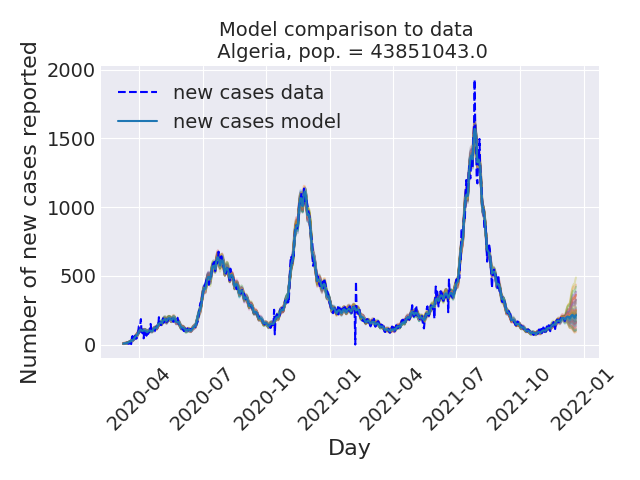 Model comparison to data
Algeria, pop. = 43851043.0
Number of new cases reported
2000
1500
1000
500
0
new cases data
new cases model
2020-04
2020-07
2020-10
2021-01
2021-04
2021-07
2021-10
2022-01
Day